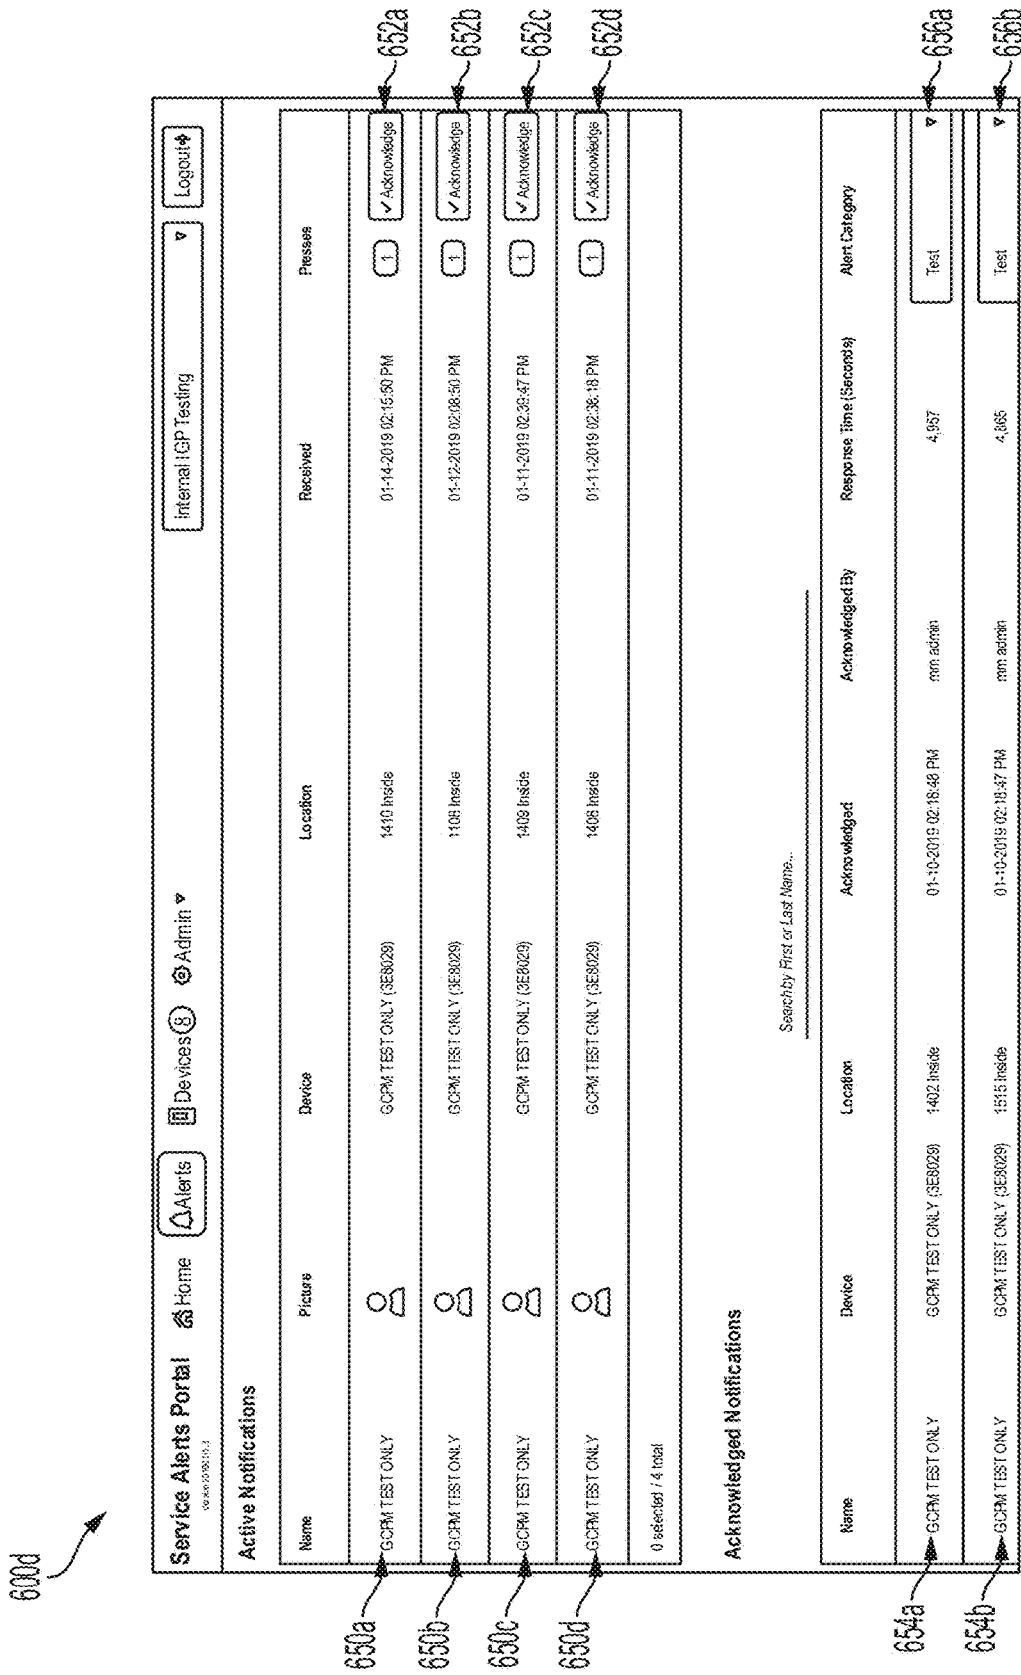 600d
Service Alerts Portal Home Alerts Devices 8 Admin Internal IGP Testing Logout
Active Notifications
Name Picture Device Location Received Presses
650a GCPM TEST ONLY GCPM TEST ONLY (3E8029) 1410 Inside 01-14-2019 02:15:50 PM 1 ✓ Acknowledge 652a
650b GCPM TEST ONLY GCPM TEST ONLY (3E8029) 1108 Inside 01-12-2019 02:08:50 PM 1 ✓ Acknowledge 652b
650c GCPM TEST ONLY GCPM TEST ONLY (3E8029) 1409 Inside 01-11-2019 02:39:47 PM 1 ✓ Acknowledge 652c
650d GCPM TEST ONLY GCPM TEST ONLY (3E8029) 1408 Inside 01-11-2019 02:38:18 PM 1 ✓ Acknowledge 652d
0 selected / 4 total
Acknowledged Notifications
Search by First or Last Name...
Name Device Location Acknowledged Acknowledged By Response Time (Seconds) Alert Category
654a GCPM TEST ONLY GCPM TEST ONLY (3E8029) 1402 Inside 01-10-2019 02:18:48 PM mm admin 4,957 Test 656a
654b GCPM TEST ONLY GCPM TEST ONLY (3E8029) 1515 Inside 01-10-2019 02:18:47 PM mm admin 4,865 Test 656b